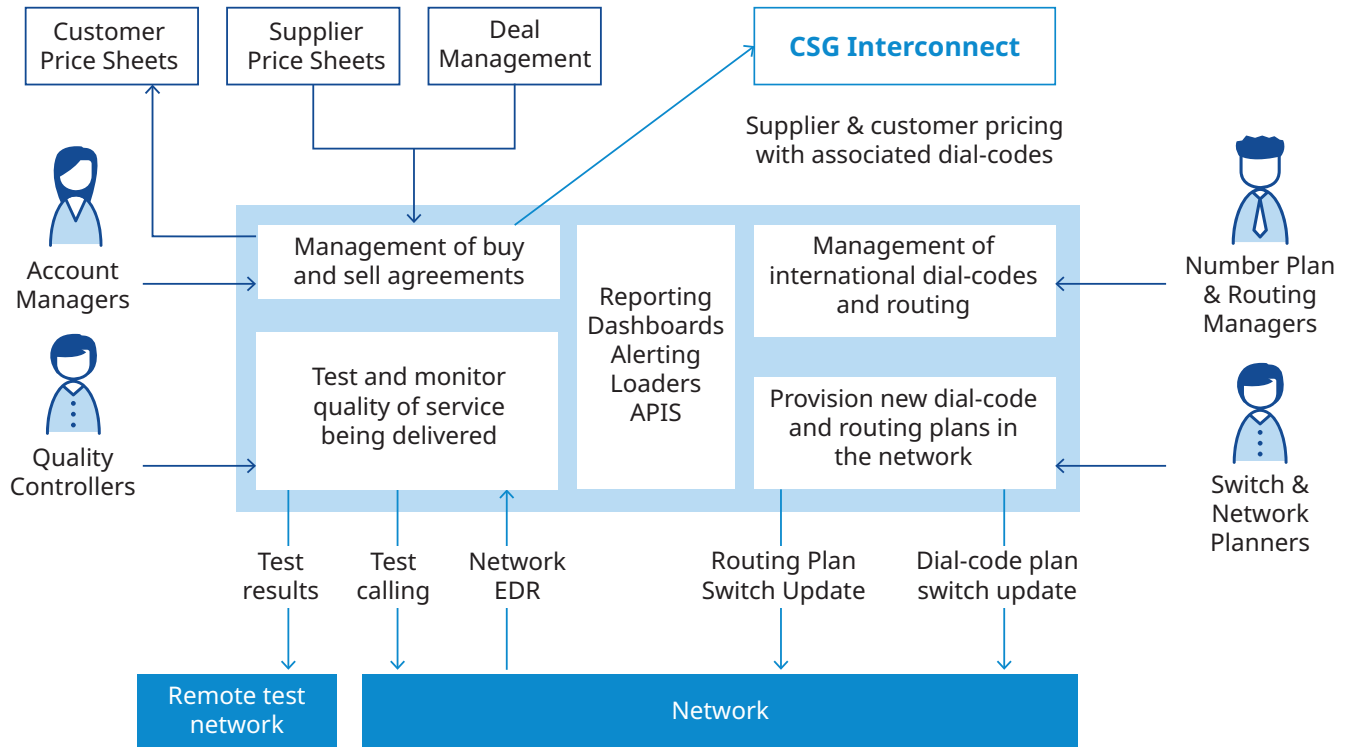 Customer
Price Sheets
Supplier
Price Sheets
Deal
Management
CSG Interconnect
Supplier & customer pricing
with associated dial-codes
Account
Managers
Quality
Controllers
Management of buy
and sell agreements
Test and monitor
quality of service
being delivered
Reporting
Dashboards
Alerting
Loaders
APIS
Management of
international dial-codes
and routing
Provision new dial-code
and routing plans in
the network
Number Plan
& Routing
Managers
Switch &
Network
Planners
Test
results
Test
calling
Network
EDR
Routing Plan
Switch Update
Dial-code plan
switch update
Remote test
network
Network